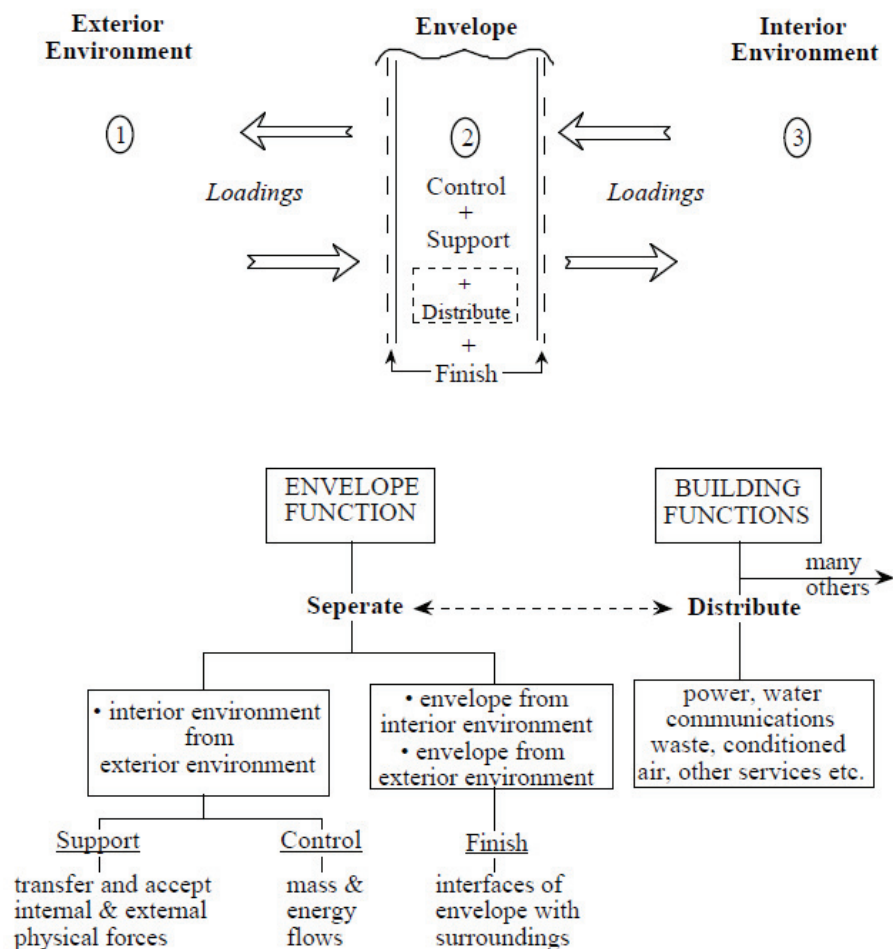 Exterior
Environment
Envelope
Interior
Environment
1
2
3
Loadings
Control
+
Support
+
Distribute
+
Finish
Loadings
ENVELOPE
FUNCTION
BUILDING
FUNCTIONS
many
others
Seperate
Distribute
• interior environment
from
exterior environment
• envelope from
interior environment
• envelope from
exterior environment
power, water
communications
waste, conditioned
air, other services etc.
Support
transfer and accept
internal & external
physical forces
Control
mass &
energy
flows
Finish
interfaces of
envelope with
surroundings